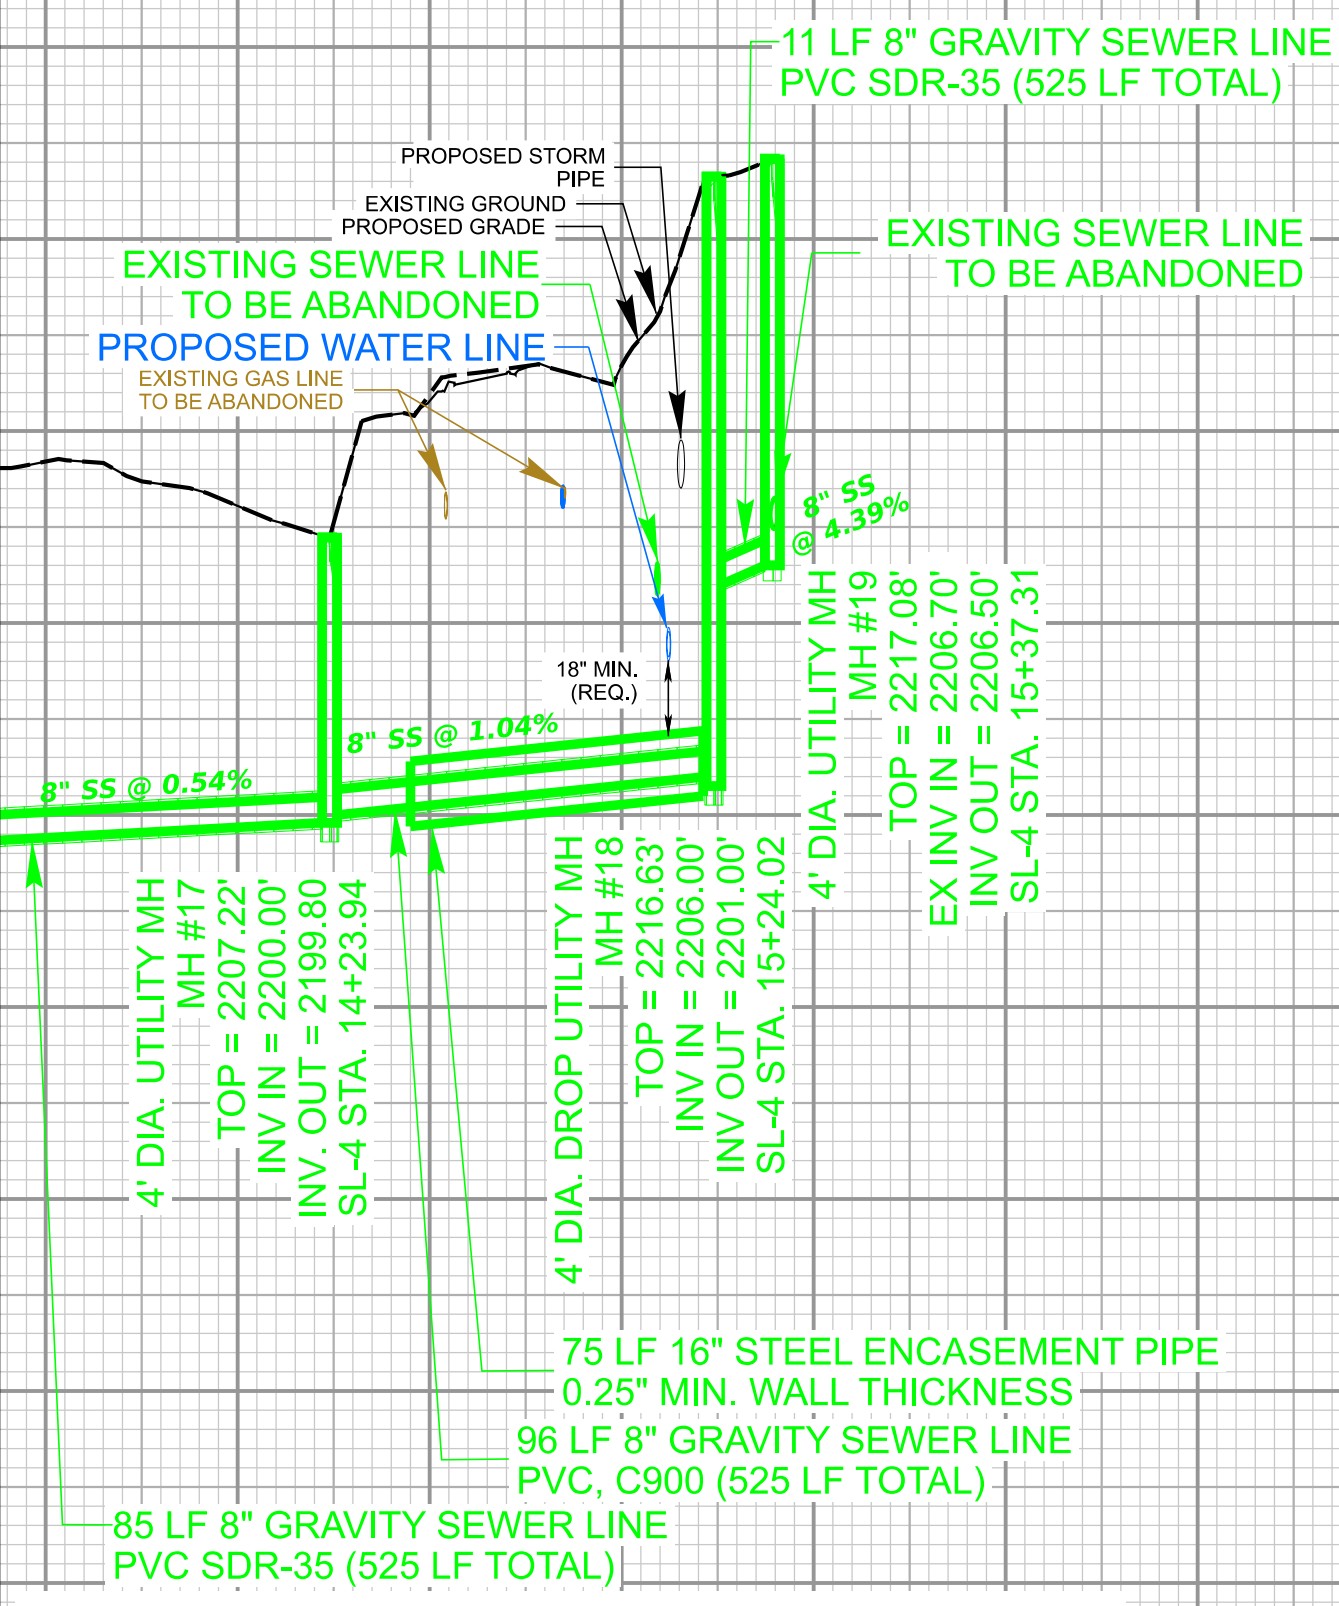 11 LF 8" GRAVITY SEWER LINE
PVC SDR-35 (525 LF TOTAL)
PROPOSED STORM
PIPE
EXISTING GROUND
PROPOSED GRADE
EXISTING SEWER LINE
TO BE ABANDONED
EXISTING SEWER LINE
TO BE ABANDONED
PROPOSED WATER LINE
EXISTING GAS LINE
TO BE ABANDONED
8" SS
@ 4.39%
18" MIN.
(REQ.)
8" SS @ 1.04%
8" SS @ 0.54%
4' DIA. UTILITY MH
MH #19
TOP = 2217.08'
EX INV IN = 2206.70'
INV OUT = 2206.50'
SL-4 STA. 15+37.31
4' DIA. DROP UTILITY MH
MH #18
TOP = 2216.63'
INV IN = 2206.00'
INV OUT = 2201.00'
SL-4 STA. 15+24.02
4' DIA. UTILITY MH
MH #17
TOP = 2207.22'
INV IN = 2200.00'
INV. OUT = 2199.80
SL-4 STA. 14+23.94
75 LF 16" STEEL ENCASEMENT PIPE
0.25" MIN. WALL THICKNESS
96 LF 8" GRAVITY SEWER LINE
PVC, C900 (525 LF TOTAL)
85 LF 8" GRAVITY SEWER LINE
PVC SDR-35 (525 LF TOTAL)